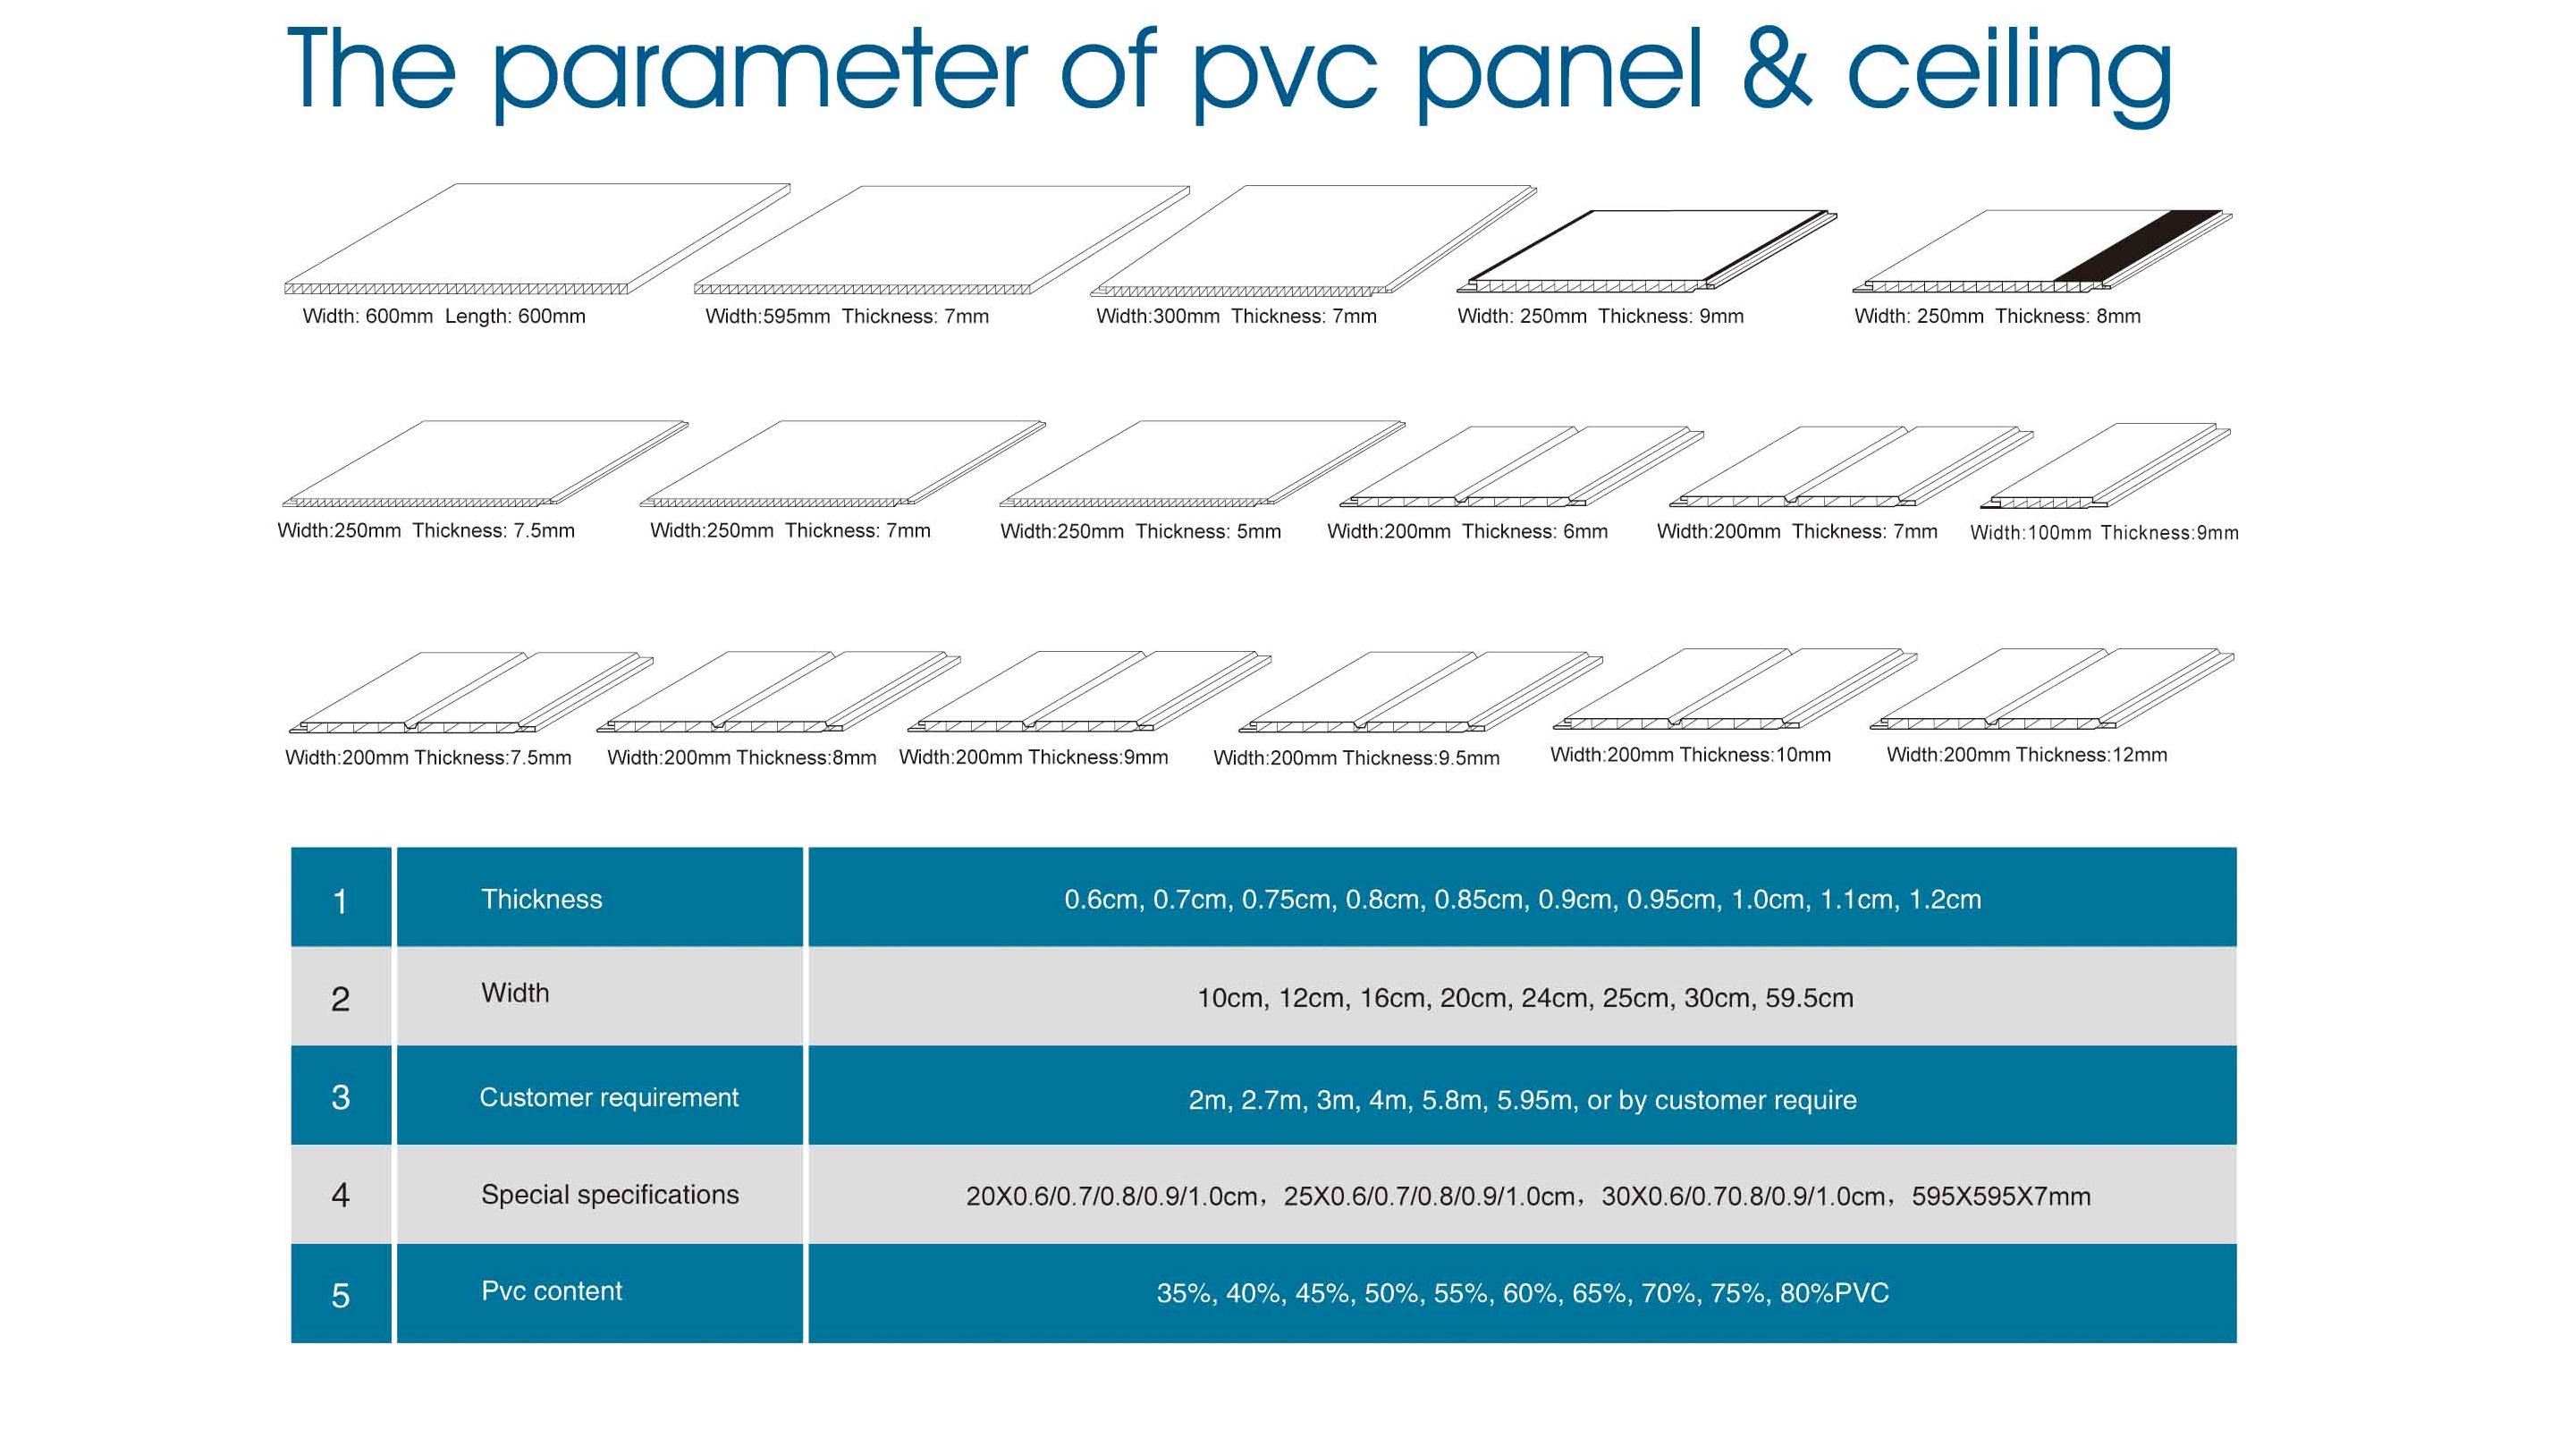 The parameter of pvc panel & ceiling
Width: 600mm Length: 600mm
Width:595mm Thickness: 7mm
Width:300mm Thickness: 7mm
Width: 250mm Thickness: 9mm
Width: 250mm Thickness: 8mm
Width:250mm Thickness: 7.5mm
Width:250mm Thickness: 7mm
Width:250mm Thickness: 5mm
Width:200mm Thickness: 6mm
Width:200mm Thickness: 7mm
Width:100mm Thickness:9mm
Width:200mm Thickness:7.5mm
Width:200mm Thickness:8mm
Width:200mm Thickness:9mm
Width:200mm Thickness:9.5mm
Width:200mm Thickness:10mm
Width:200mm Thickness:12mm
1 Thickness 0.6cm, 0.7cm, 0.75cm, 0.8cm, 0.85cm, 0.9cm, 0.95cm, 1.0cm, 1.1cm, 1.2cm
2 Width 10cm, 12cm, 16cm, 20cm, 24cm, 25cm, 30cm, 59.5cm
3 Customer requirement 2m, 2.7m, 3m, 4m, 5.8m, 5.95m, or by customer require
4 Special specifications 20X0.6/0.7/0.8/0.9/1.0cm，25X0.6/0.7/0.8/0.9/1.0cm，30X0.6/0.70.8/0.9/1.0cm，595X595X7mm
5 Pvc content 35%, 40%, 45%, 50%, 55%, 60%, 65%, 70%, 75%, 80%PVC